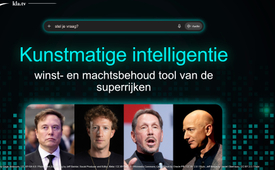 kla.tv
stel je vraag?
Kunstmatige intelligentie
winst- en machtsbehoud tool van de
superrijken